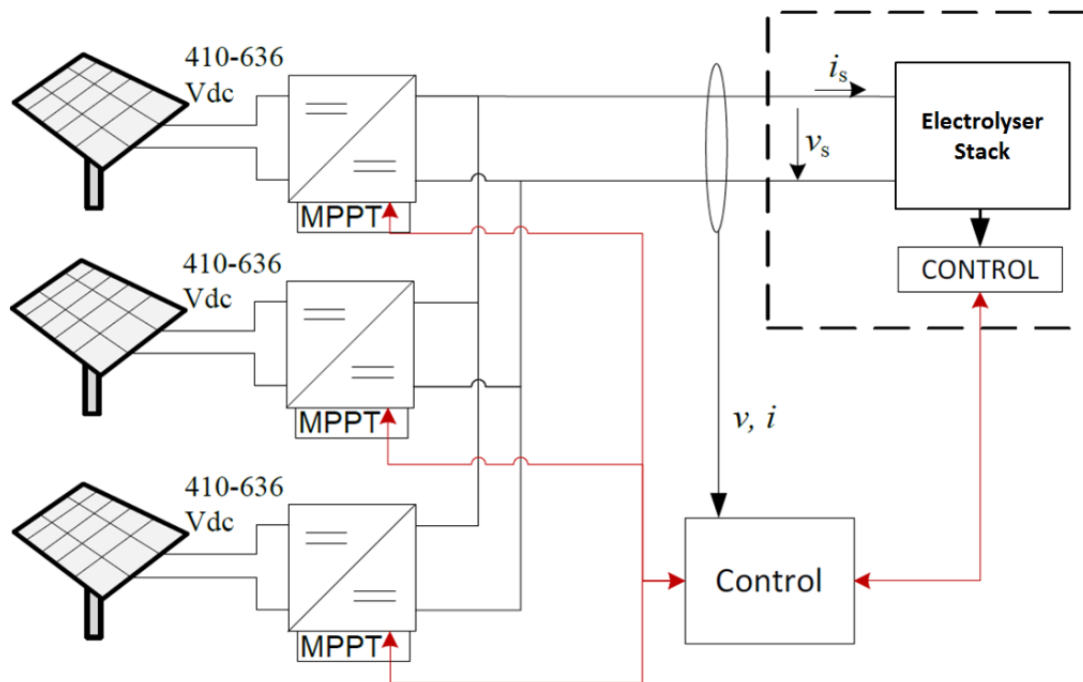 410-636
Vdc
MPPT
i_s
v_s
Electrolyser
Stack
CONTROL
410-636
Vdc
MPPT
v, i
410-636
Vdc
MPPT
Control